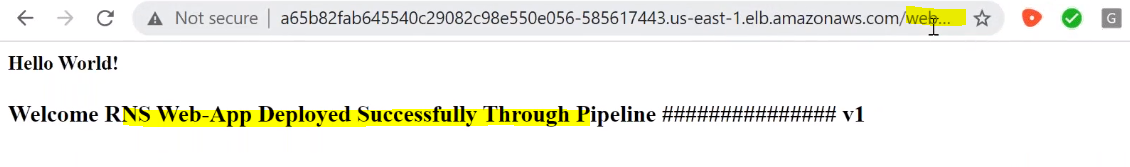 Not secure | a65b82fab645540c29082c98e550e056-585617443.us-east-1.elb.amazonaws.com/web... G
Hello World!
Welcome RNS Web-App Deployed Successfully Through Pipeline ############### v1